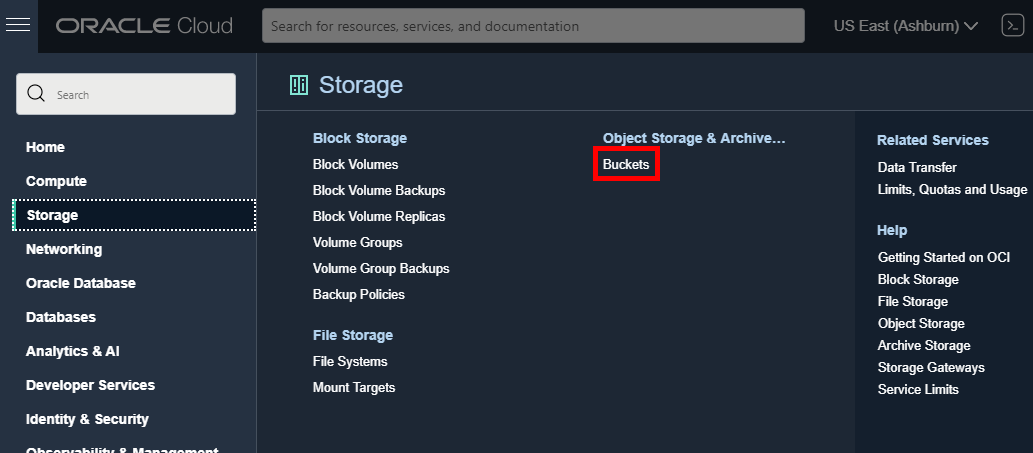 ORACLE Cloud
Search for resources, services, and documentation
US East (Ashburn)
Search
Home
Compute
Storage
Networking
Oracle Database
Databases
Analytics & AI
Developer Services
Identity & Security
Observability & Management
Storage
Block Storage
Block Volumes
Block Volume Backups
Block Volume Replicas
Volume Groups
Volume Group Backups
Backup Policies
File Storage
File Systems
Mount Targets
Object Storage & Archive...
Buckets
Related Services
Data Transfer
Limits, Quotas and Usage
Help
Getting Started on OCI
Block Storage
File Storage
Object Storage
Archive Storage
Storage Gateways
Service Limits